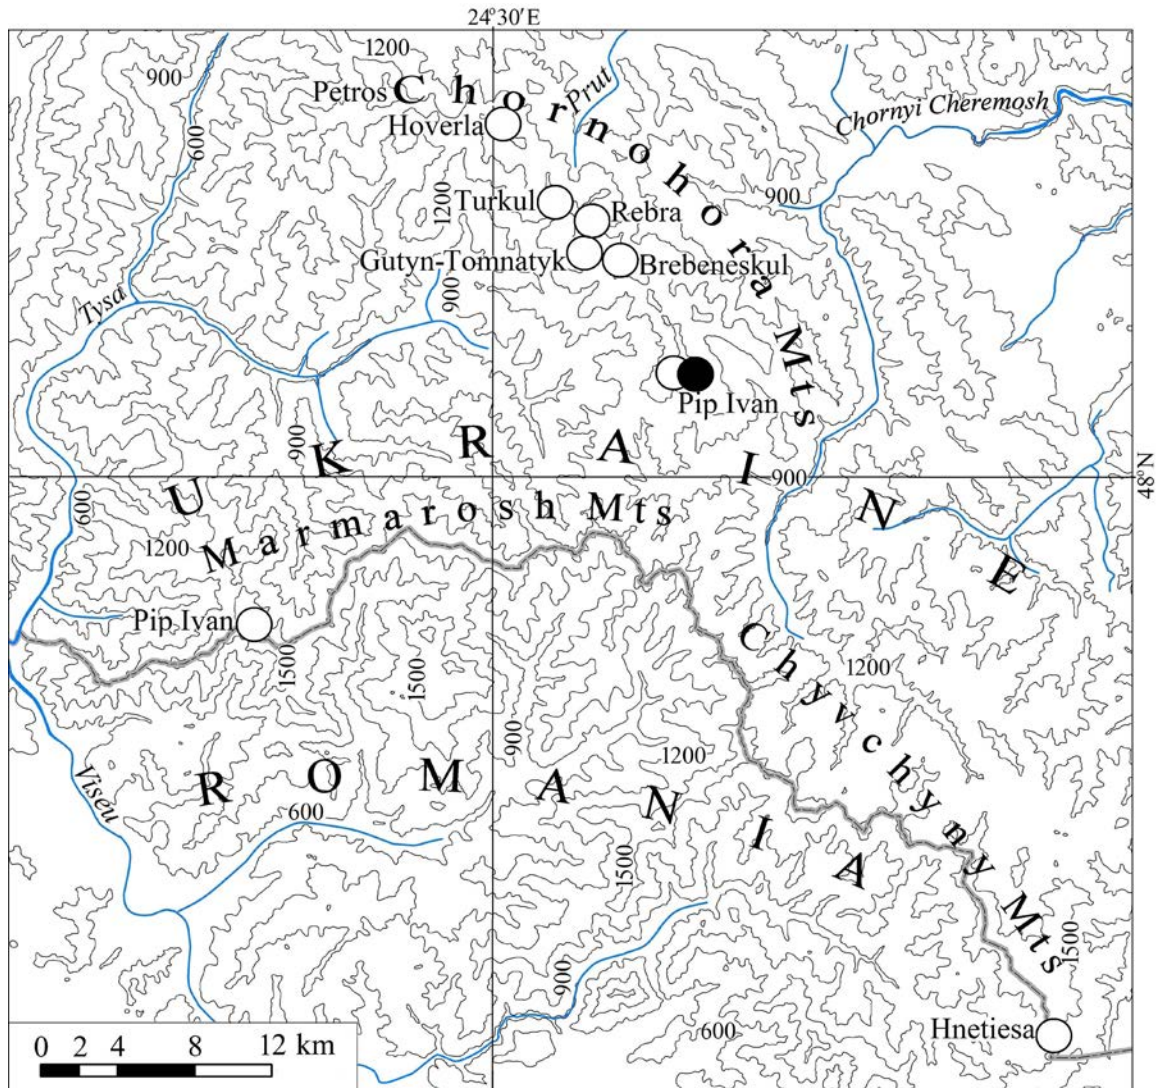 24°30′E
1200
900
Petros
Chornohora Mts
Prut
Hoverla
Chornyi Cheremosh
600
1200
Turkul
900
Rebra
Gutyn-Tomnatyk
Brebeneskul
Tysa
900
Pip Ivan
900
UKRAINE
900
48°N
600
Marmarosh Mts
1200
Pip Ivan
Chyvchyny Mts
1200
1500
1500
900
1200
Viseu
ROMANIA
600
1500
1500
900
600
Hnetiesa
0 2 4 8 12 km